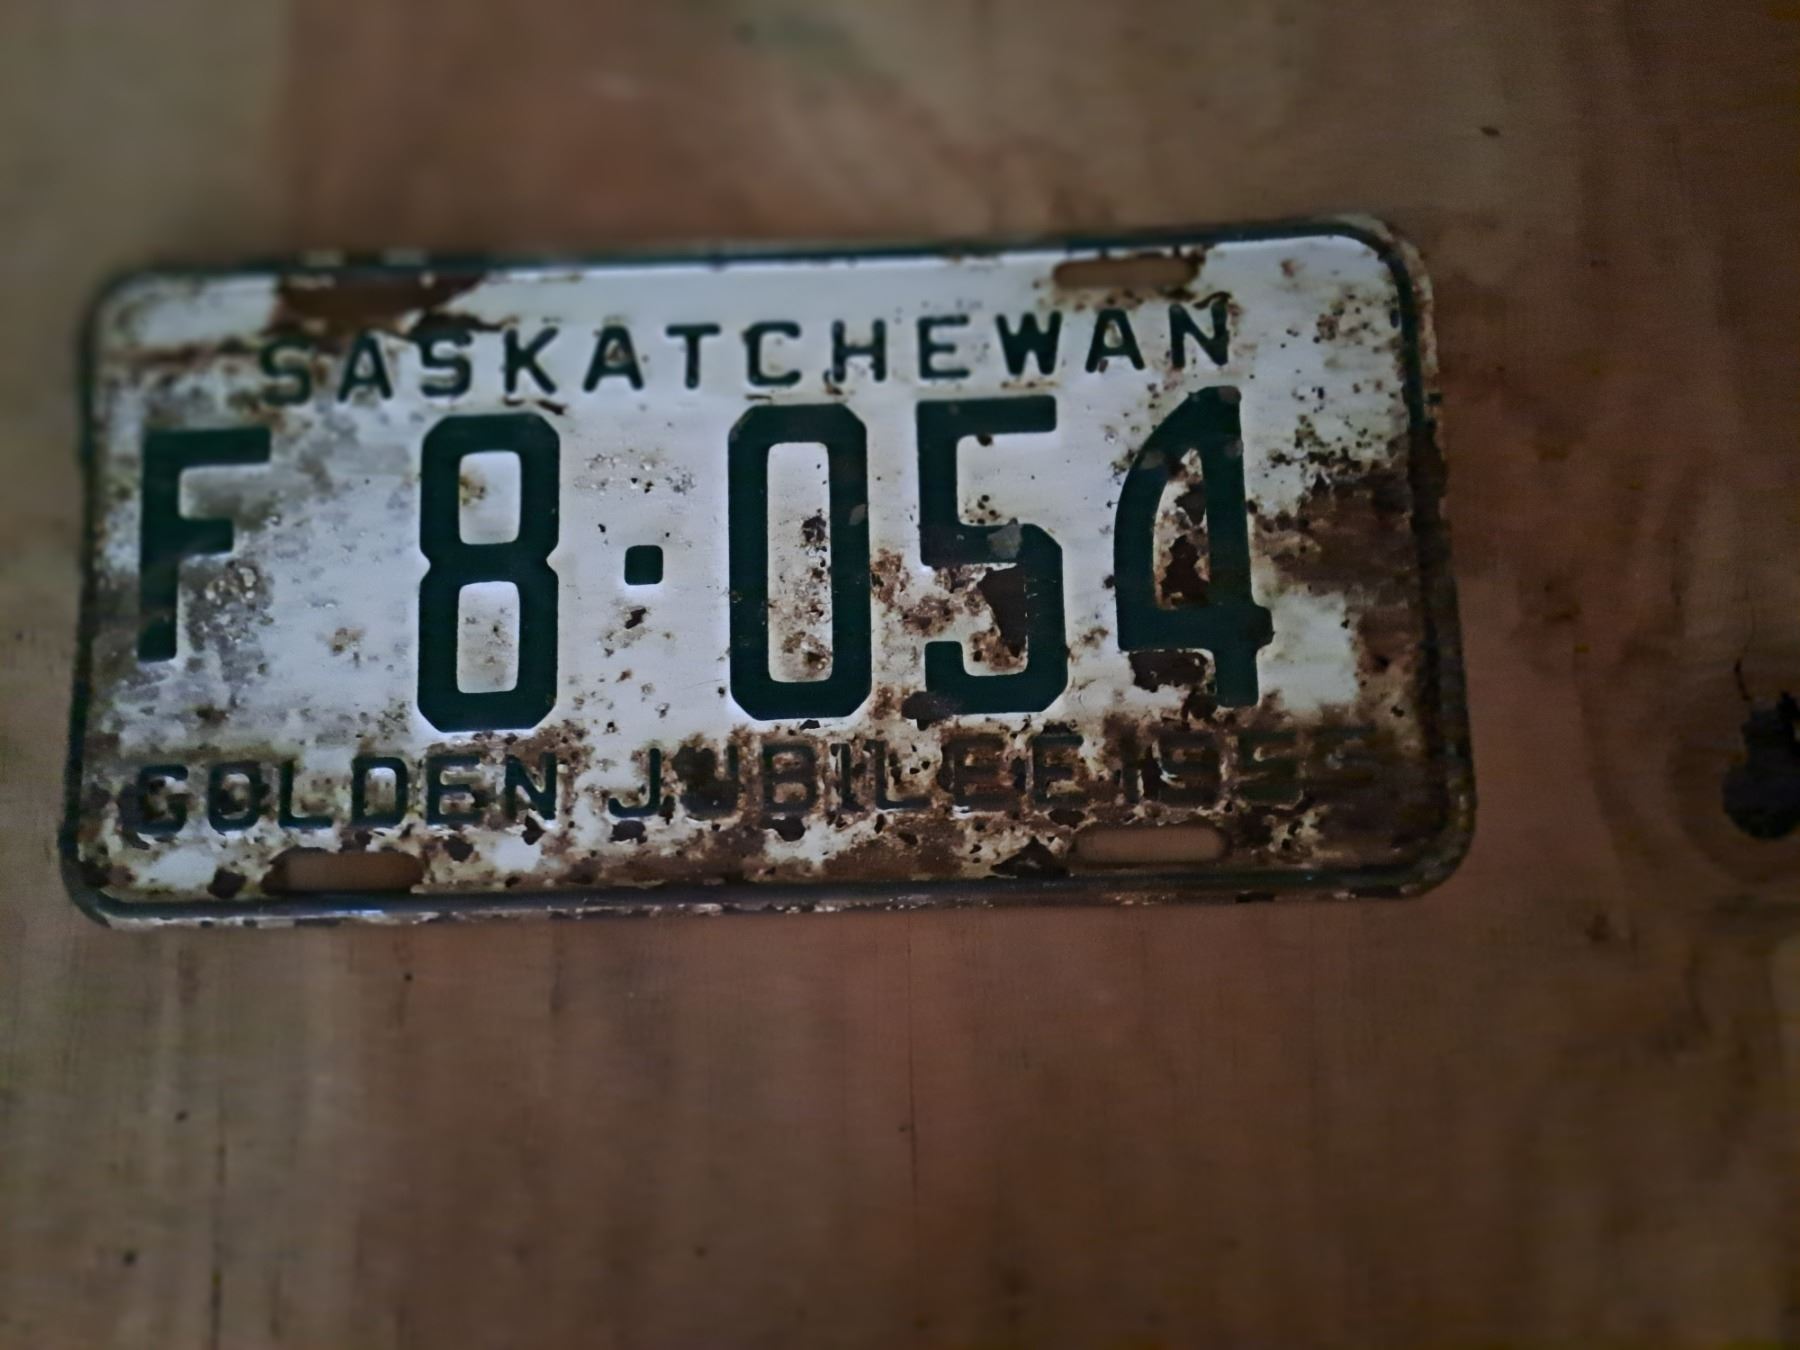 SASKATCHEWAN
F 8·054
GOLDEN JUBILEE 1955